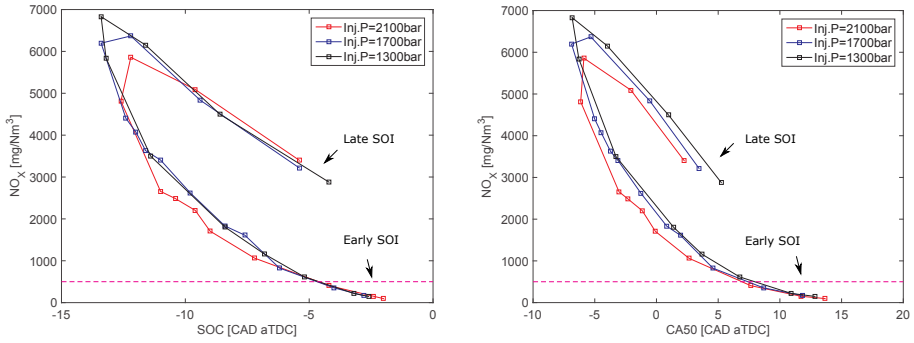 Inj.P=2100bar
Inj.P=1700bar
Inj.P=1300bar
Late SOI
Early SOI
NOX [mg/Nm3]
7000
6000
5000
4000
3000
2000
1000
0
-15
-10
-5
0
SOC [CAD aTDC]
Inj.P=2100bar
Inj.P=1700bar
Inj.P=1300bar
Late SOI
Early SOI
NOX [mg/Nm3]
7000
6000
5000
4000
3000
2000
1000
0
-10
-5
0
5
10
15
20
CA50 [CAD aTDC]